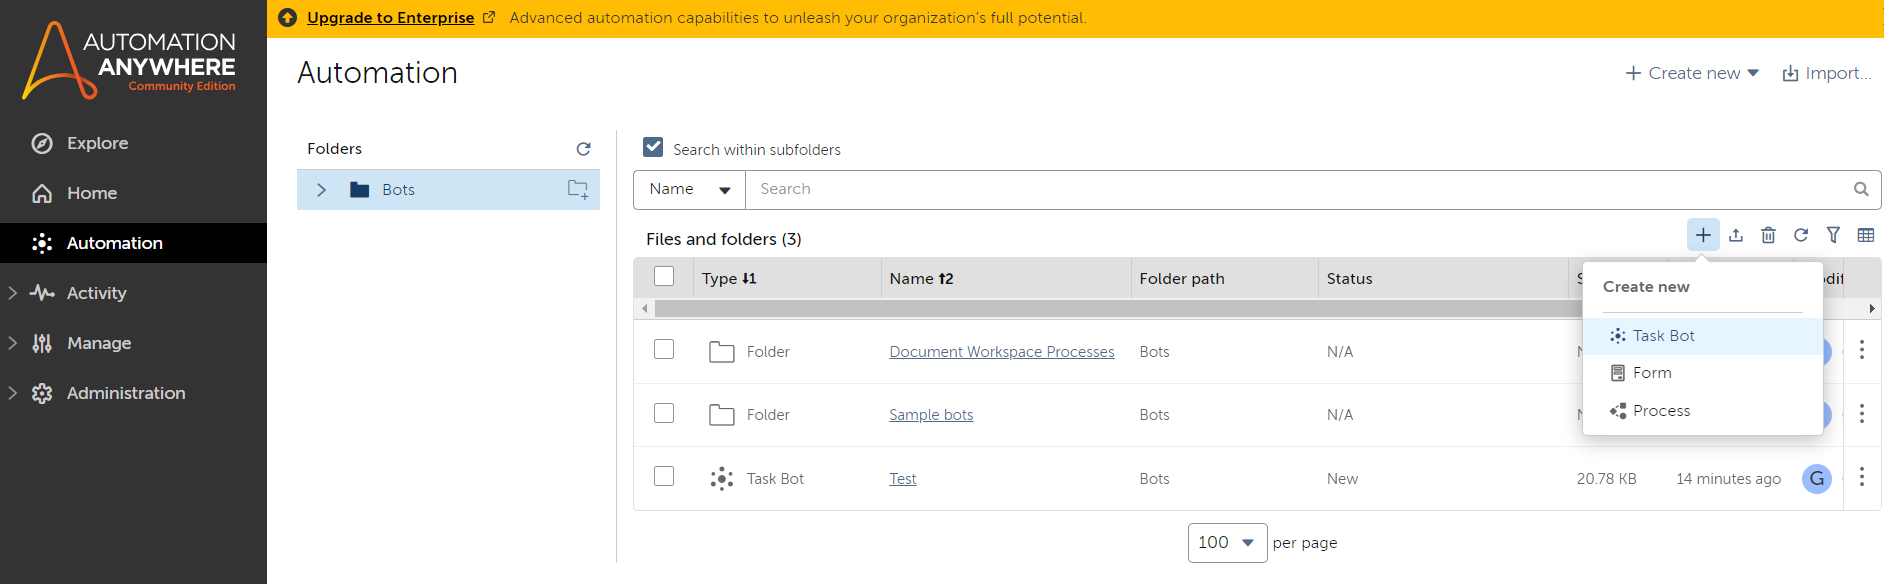 Upgrade to Enterprise Advanced automation capabilities to unleash your organization's full potential.
AUTOMATION
ANYWHERE
Community Edition
Explore
Home
Automation
Activity
Manage
Administration
Automation
Create new
Import...
Folders
Bots
Search within subfolders
Name Search
Files and folders (3)
Type 1 Name 2 Folder path Status
Folder Document Workspace Processes Bots N/A
Folder Sample bots Bots N/A
Task Bot Test Bots New 20.78 KB 14 minutes ago G
Create new
Task Bot
Form
Process
100 per page